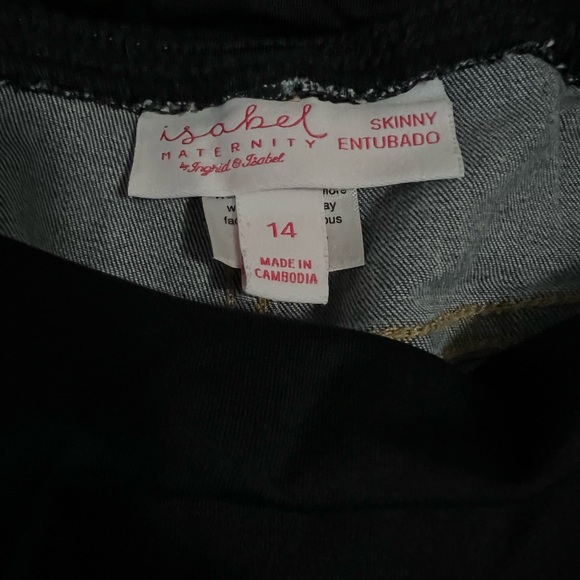 isabel
MATERNITY
by Ingrid & Isabel
SKINNY
ENTUBADO
14
MADE IN
CAMBODIA